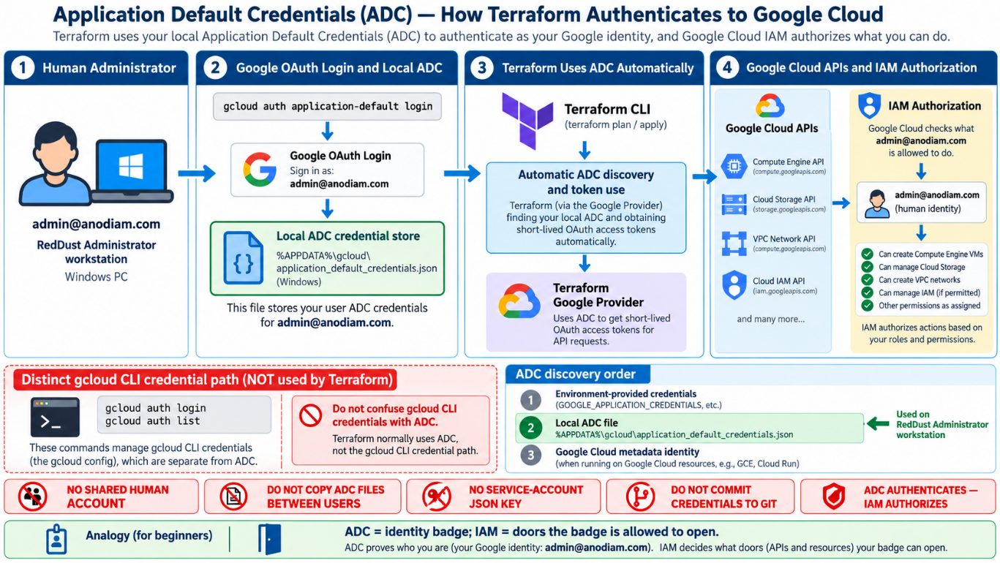 Application Default Credentials (ADC) — How Terraform Authenticates to Google Cloud
Terraform uses your local Application Default Credentials (ADC) to authenticate as your Google identity, and Google Cloud IAM authorizes what you can do.
1 Human Administrator
admin@anodiam.com
RedDust Administrator
workstation
Windows PC
2 Google OAuth Login and Local ADC
gcloud auth application-default login
Google OAuth Login
Sign in as:
admin@anodiam.com
Local ADC credential store
%APPDATA%\gcloud\
application_default_credentials.json
(Windows)
This file stores your user ADC credentials
for admin@anodiam.com.
3 Terraform Uses ADC Automatically
Terraform CLI
(terraform plan / apply)
Automatic ADC discovery
and token use
Terraform (via the Google Provider)
finding your local ADC and obtaining
short-lived OAuth access tokens
automatically.
Terraform
Google Provider
Uses ADC to get short-lived
OAuth access tokens for
API requests.
4 Google Cloud APIs and IAM Authorization
Google Cloud APIs
Compute Engine API
(compute.googleapis.com)
Cloud Storage API
(storage.googleapis.com)
VPC Network API
(compute.googleapis.com)
Cloud IAM API
(iam.googleapis.com)
and many more...
IAM Authorization
Google Cloud checks what
admin@anodiam.com
is allowed to do.
admin@anodiam.com
(human identity)
Can create Compute Engine VMs
Can manage Cloud Storage
Can create VPC networks
Can manage IAM (if permitted)
Other permissions as assigned
IAM authorizes actions based on
your roles and permissions.
Distinct gcloud CLI credential path (NOT used by Terraform)
>_
gcloud auth login
gcloud auth list
These commands manage gcloud CLI credentials
(the gcloud config), which are separate from ADC.
Do not confuse gcloud CLI
credentials with ADC.
Terraform normally uses ADC,
not the gcloud CLI credential path.
ADC discovery order
1 Environment-provided credentials
(GOOGLE_APPLICATION_CREDENTIALS, etc.)
2 Local ADC file
%APPDATA%\gcloud\application_default_credentials.json
3 Google Cloud metadata identity
(when running on Google Cloud resources, e.g., GCE, Cloud Run)
Used on
RedDust Administrator
workstation
NO SHARED HUMAN
ACCOUNT
DO NOT COPY ADC FILES
BETWEEN USERS
NO SERVICE-ACCOUNT
JSON KEY
DO NOT COMMIT
CREDENTIALS TO GIT
ADC AUTHENTICATES —
IAM AUTHORIZES
Analogy (for beginners)
ADC = identity badge; IAM = doors the badge is allowed to open.
ADC proves who you are (your Google identity: admin@anodiam.com). IAM decides what doors (APIs and resources) your badge can open.